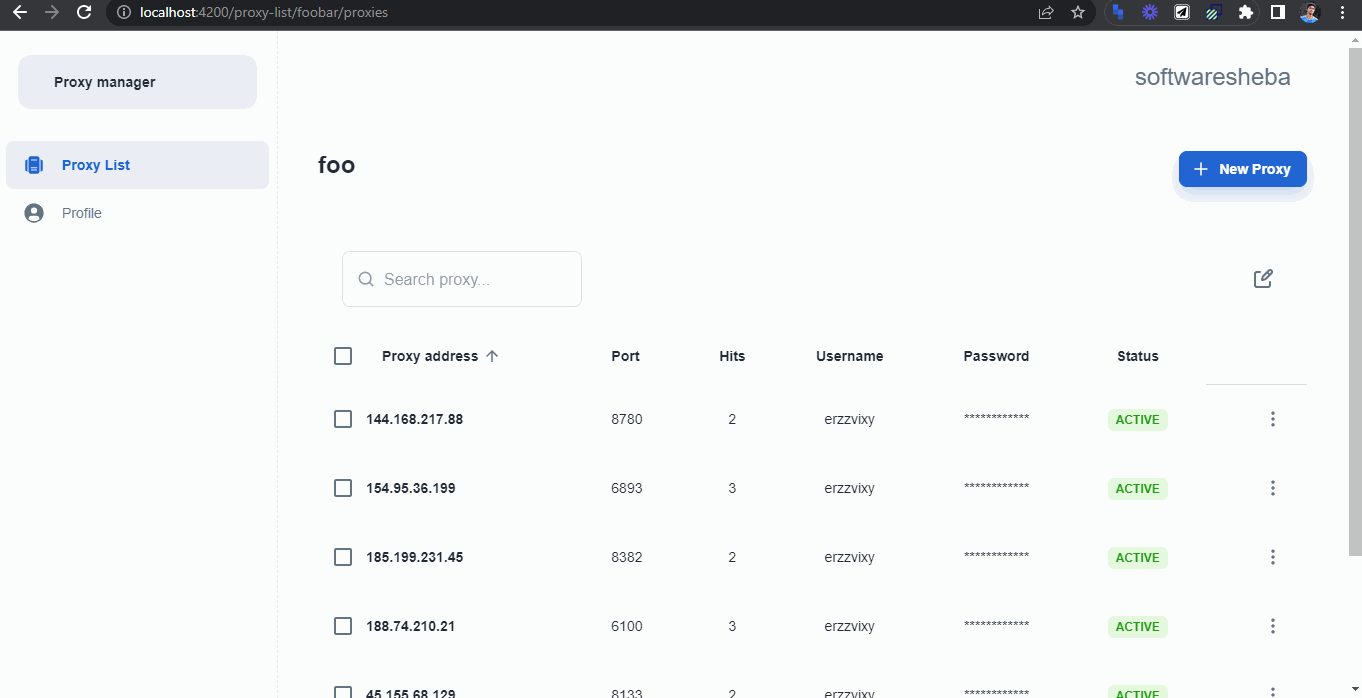 localhost:4200/proxy-list/foobar/proxies
Proxy manager
softwaresheba
Proxy List
Profile
foo
New Proxy
Search proxy...
Proxy address Port Hits Username Password Status
144.168.217.88 8780 2 erzzvixy ************ ACTIVE
154.95.36.199 6893 3 erzzvixy ************ ACTIVE
185.199.231.45 8382 2 erzzvixy ************ ACTIVE
188.74.210.21 6100 3 erzzvixy ************ ACTIVE
45.155.68.129 8133 2 erzzvixy ************ ACTIVE